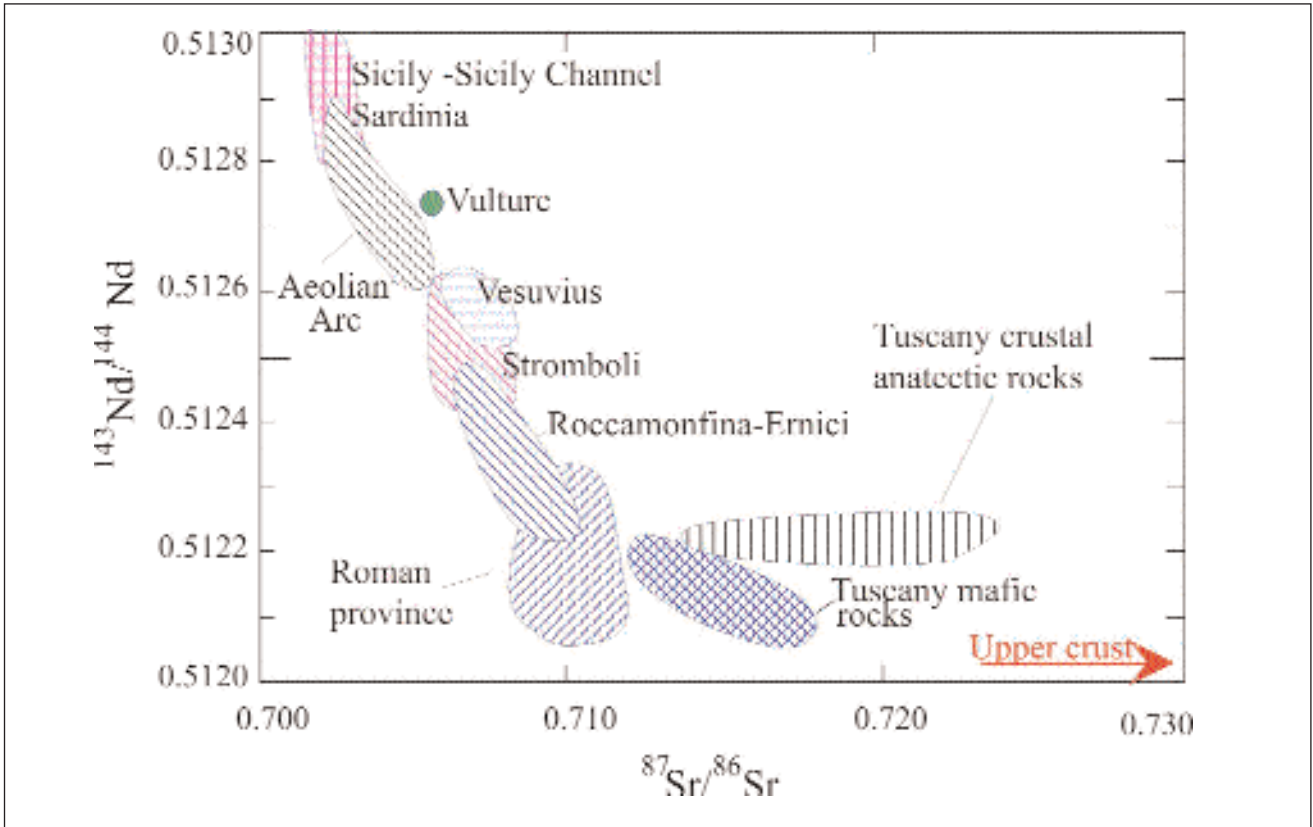 0.5130
Sicily -Sicily Channel
Sardinia
0.5128
Vulture
0.5126
Aeolian
Arc
Vesuvius
Tuscany crustal
anatectic rocks
Stromboli
0.5124
Roccamonfina-Ernici
143Nd/144 Nd
0.5122
Roman
province
Tuscany mafic
rocks
Upper crust
0.5120
0.700
0.710
0.720
0.730
87Sr/86Sr